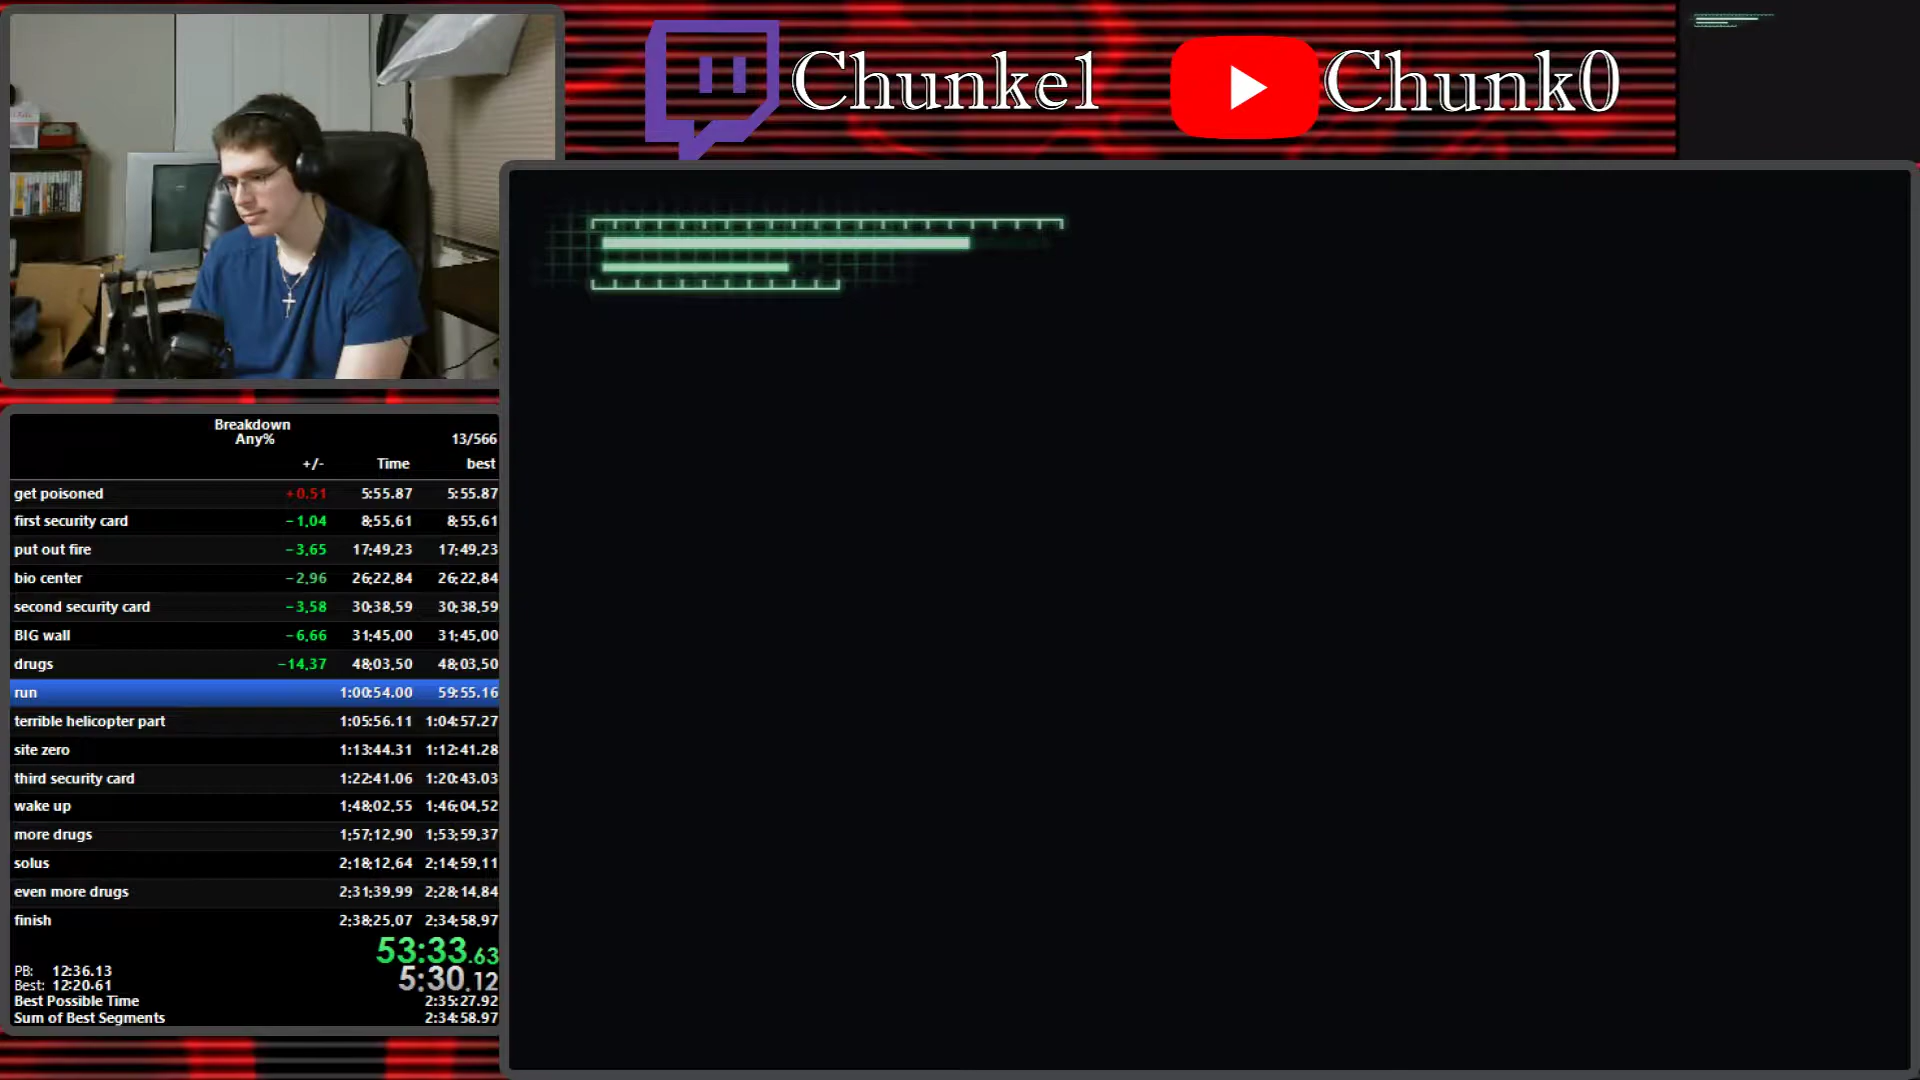 Chunke1
Chunk0
Breakdown
Any%
13/566
+/- Time best
get poisoned +0.51 5:55.87 5:55.87
first security card −1.04 8:55.61 8:55.61
put out fire −3.65 17:49.23 17:49.23
bio center −2.96 26:22.84 26:22.84
second security card −3.58 30:38.59 30:38.59
BIG wall −6.66 31:45.00 31:45.00
drugs −14.37 48:03.50 48:03.50
run 1:00:54.00 59:55.16
terrible helicopter part 1:05:56.11 1:04:57.27
site zero 1:13:44.31 1:12:41.28
third security card 1:22:41.06 1:20:43.03
wake up 1:48:02.55 1:46:04.52
more drugs 1:57:12.90 1:53:59.37
solus 2:18:12.64 2:14:59.11
even more drugs 2:31:39.99 2:28:14.84
finish 2:38:25.07 2:34:58.97
53:33.63
PB: 12:36.13
5:30.12
Best: 12:20.61
Best Possible Time 2:35:27.92
Sum of Best Segments 2:34:58.97